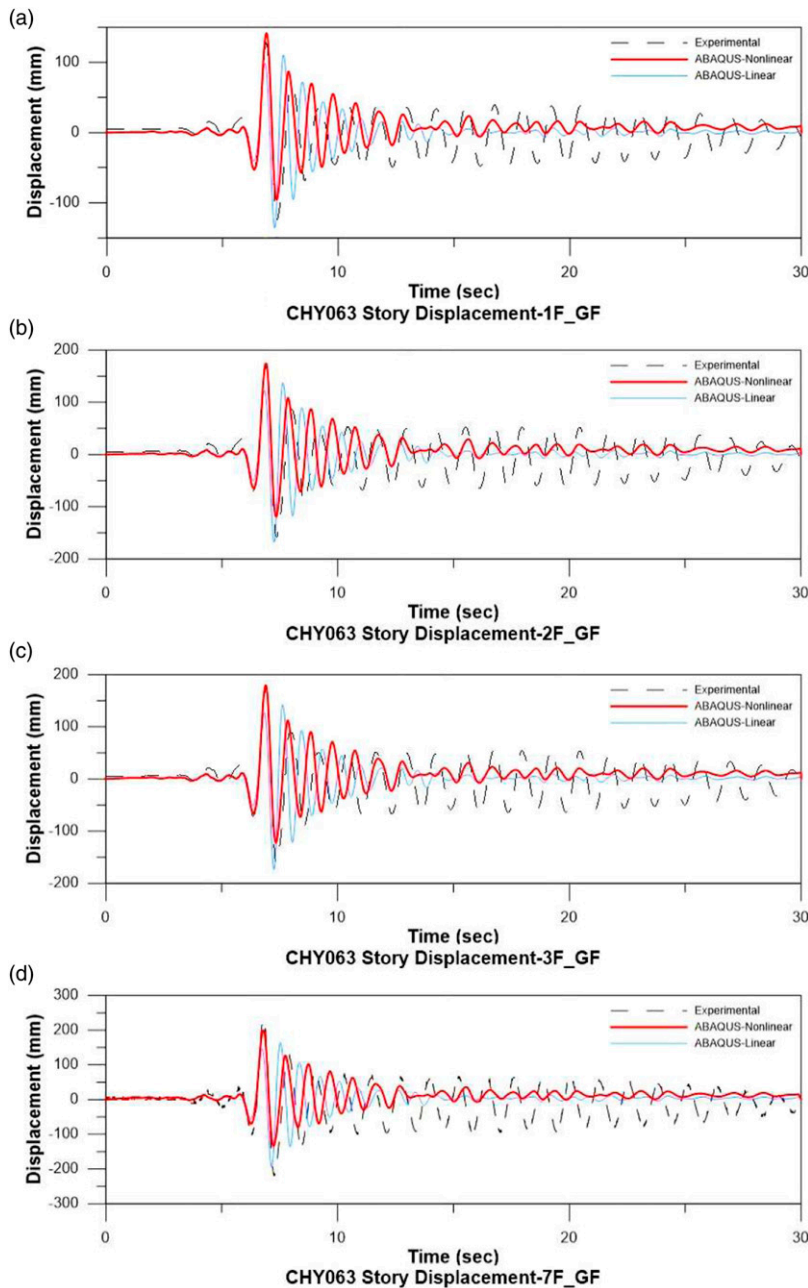 (a)
Displacement (mm)
100
0
-100
Experimental
ABAQUS-Nonlinear
ABAQUS-Linear
0
10
20
30
Time (sec)
CHY063 Story Displacement-1F_GF
(b)
Displacement (mm)
200
100
0
-100
-200
Experimental
ABAQUS-Nonlinear
ABAQUS-Linear
0
10
20
30
Time (sec)
CHY063 Story Displacement-2F_GF
(c)
Displacement (mm)
200
100
0
-100
-200
Experimental
ABAQUS-Nonlinear
ABAQUS-Linear
0
10
20
30
Time (sec)
CHY063 Story Displacement-3F_GF
(d)
Displacement (mm)
300
200
100
0
-100
-200
-300
Experimental
ABAQUS-Nonlinear
ABAQUS-Linear
0
10
20
30
Time (sec)
CHY063 Story Displacement-7F_GF